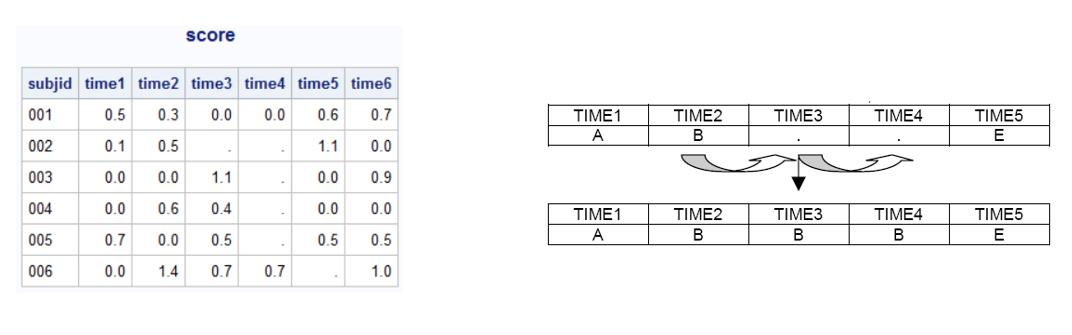 score
subjid time1 time2 time3 time4 time5 time6
001 0.5 0.3 0.0 0.0 0.6 0.7
002 0.1 0.5 . . 1.1 0.0
003 0.0 0.0 1.1 . 0.0 0.9
004 0.0 0.6 0.4 . 0.0 0.0
005 0.7 0.0 0.5 . 0.5 0.5
006 0.0 1.4 0.7 0.7 . 1.0
TIME1 TIME2 TIME3 TIME4 TIME5
A B . . E
TIME1 TIME2 TIME3 TIME4 TIME5
A B B B E